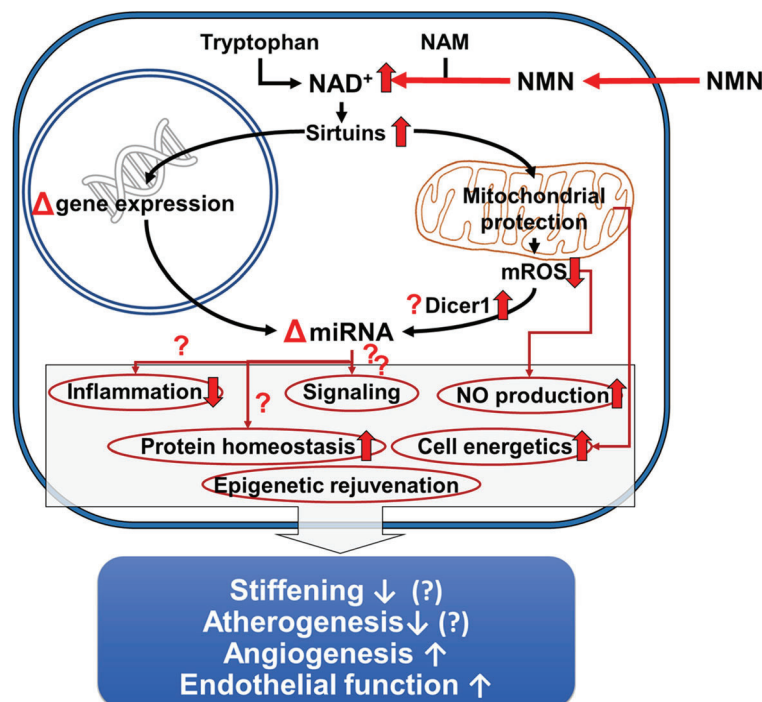 Tryptophan
NAM
NAD+
NMN
NMN
Sirtuins
Δ gene expression
Mitochondrial
protection
mROS
? Dicer1
Δ miRNA
?
?
?
?
Inflammation
Signaling
NO production
Protein homeostasis
Cell energetics
Epigenetic rejuvenation
Stiffening ↓ (?)
Atherogenesis↓ (?)
Angiogenesis ↑
Endothelial function ↑